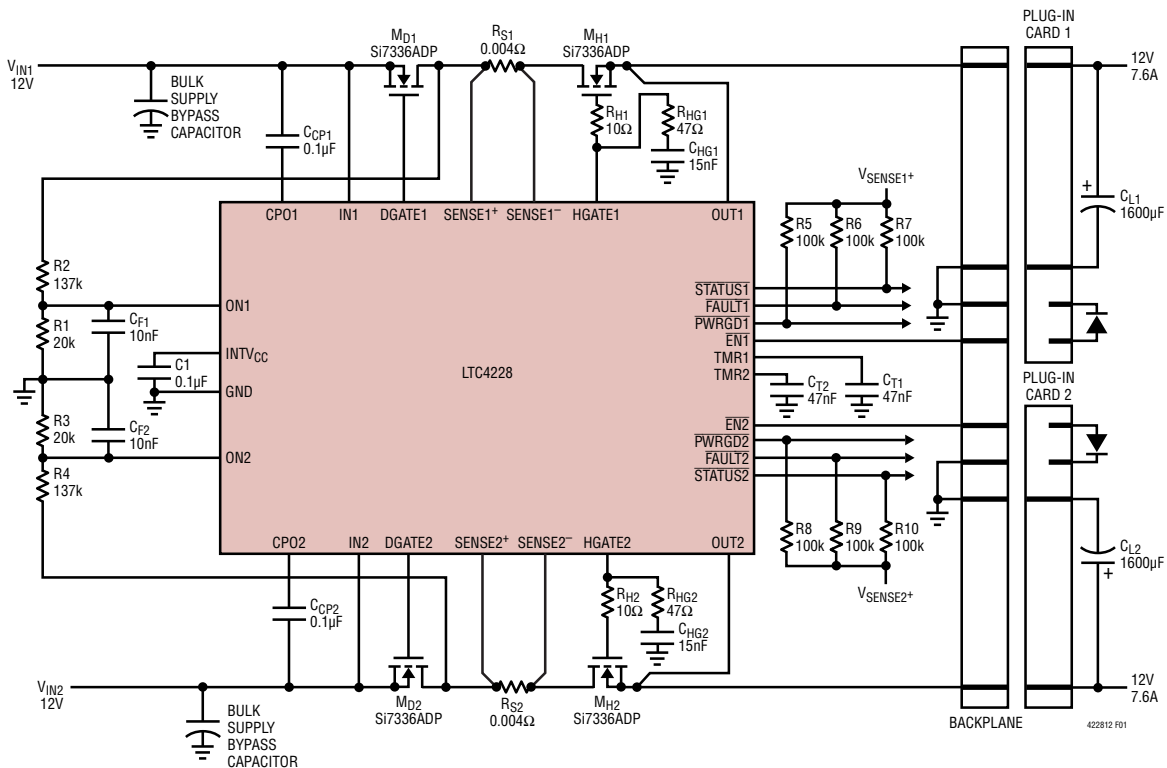 PLUG-IN
CARD 1
M_D1
Si7336ADP
R_S1
0.004Ω
M_H1
Si7336ADP
V_IN1
12V
BULK
SUPPLY
BYPASS
CAPACITOR
C_CP1
0.1µF
R_H1
10Ω
R_HG1
47Ω
C_HG1
15nF
12V
7.6A
V_SENSE1+
+
C_L1
1600µF
CPO1
IN1
DGATE1
SENSE1+
SENSE1−
HGATE1
OUT1
R5
100k
R6
100k
R7
100k
R2
137k
ON1
R1
20k
C_F1
10nF
C1
0.1µF
INTV_CC
GND
LTC4228
STATUS1
FAULT1
PWRGD1
EN1
TMR1
TMR2
C_T2
47nF
C_T1
47nF
PLUG-IN
CARD 2
R3
20k
C_F2
10nF
ON2
R4
137k
EN2
PWRGD2
FAULT2
STATUS2
R8
100k
R9
100k
R10
100k
V_SENSE2+
C_L2
1600µF
+
CPO2
IN2
DGATE2
SENSE2+
SENSE2−
HGATE2
OUT2
C_CP2
0.1µF
R_H2
10Ω
R_HG2
47Ω
C_HG2
15nF
V_IN2
12V
BULK
SUPPLY
BYPASS
CAPACITOR
M_D2
Si7336ADP
R_S2
0.004Ω
M_H2
Si7336ADP
12V
7.6A
BACKPLANE
422812 F01